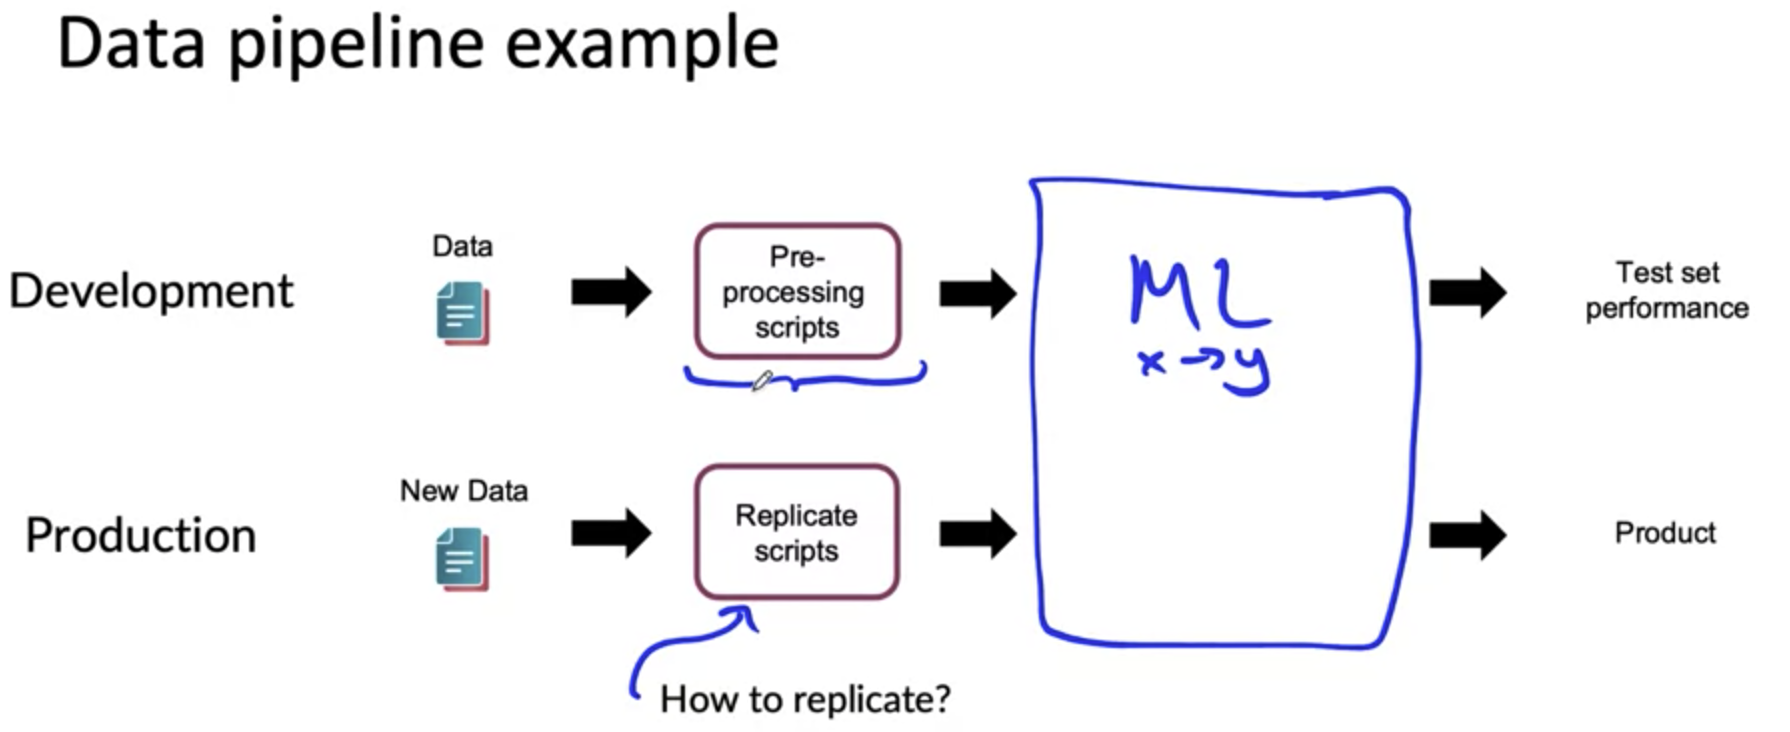 Data pipeline example
Development
Data
Pre-
processing
scripts
ML
x → y
Test set
performance
Production
New Data
Replicate
scripts
Product
How to replicate?